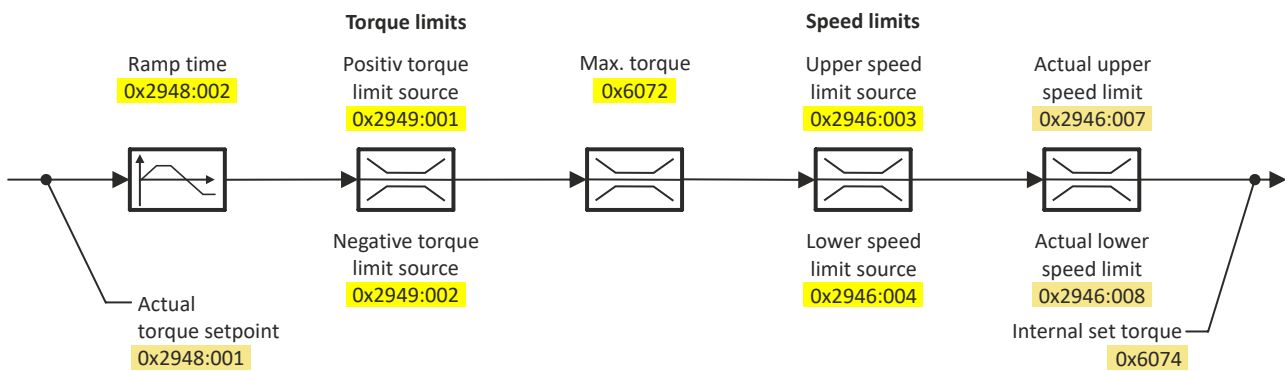 Torque limits
Speed limits
Ramp time
0x2948:002
Positiv torque
limit source
0x2949:001
Max. torque
0x6072
Upper speed
limit source
0x2946:003
Actual upper
speed limit
0x2946:007
Negative torque
limit source
0x2949:002
Lower speed
limit source
0x2946:004
Actual lower
speed limit
0x2946:008
Actual
torque setpoint
0x2948:001
Internal set torque
0x6074